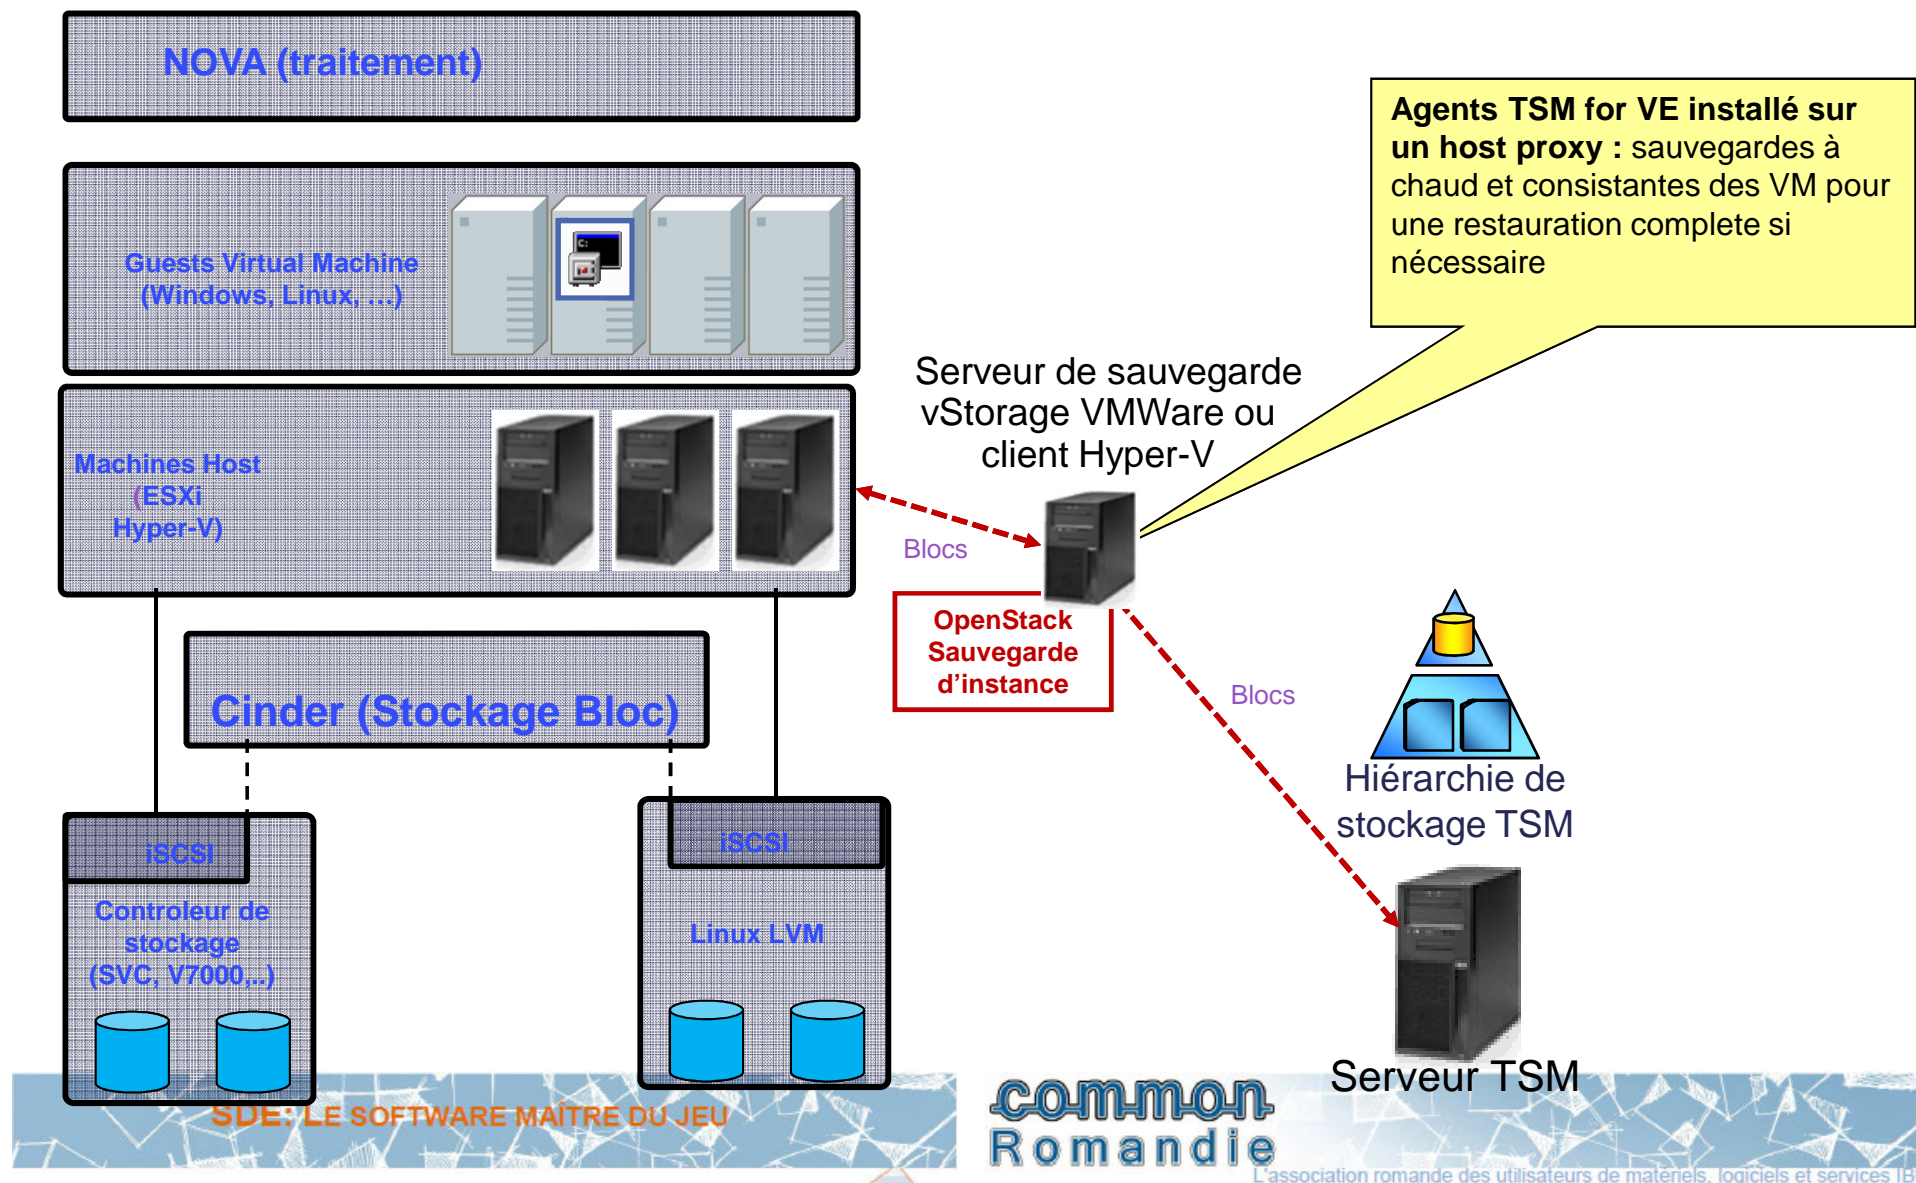 NOVA (traitement)
Guests Virtual Machine
(Windows, Linux, …)
C:
Machines Host
(ESXi
Hyper-V)
Cinder (Stockage Bloc)
iSCSI
Controleur de
stockage
(SVC, V7000,..)
iSCSI
Linux LVM
Agents TSM for VE installé sur
un host proxy : sauvegardes à
chaud et consistantes des VM pour
une restauration complete si
nécessaire
Serveur de sauvegarde
vStorage VMWare ou
client Hyper-V
Blocs
OpenStack
Sauvegarde
d’instance
Blocs
Hiérarchie de
stockage TSM
Serveur TSM
SDE: LE SOFTWARE MAÎTRE DU JEU
common
Romandie
L'association romande des utilisateurs de matériels, logiciels et services IB